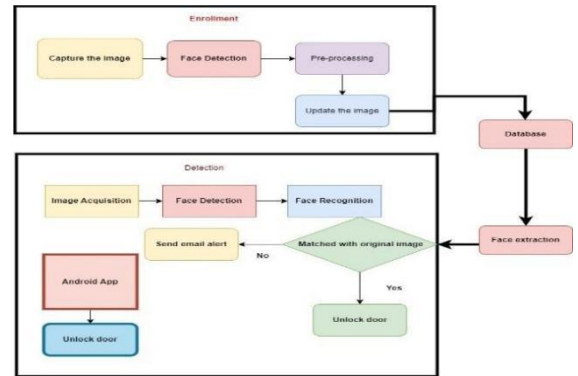 Enrollment
Capture the image
Face Detection
Pre-processing
Update the image
Database
Detection
Image Acquisition
Face Detection
Face Recognition
Send email alert
No
Matched with original image
Face extraction
Android App
Yes
Unlock door
Unlock door